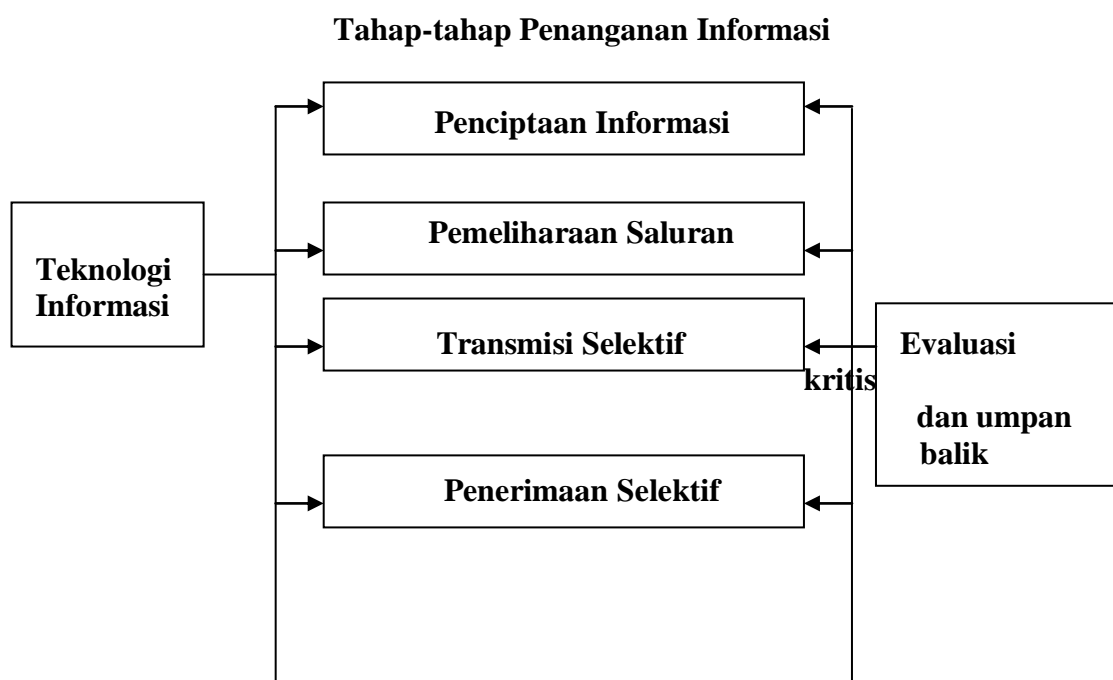 Tahap-tahap Penanganan Informasi
Penciptaan Informasi
Pemeliharaan Saluran
Teknologi
Informasi
Transmisi Selektif
Evaluasi
kritis
dan umpan
balik
Penerimaan Selektif